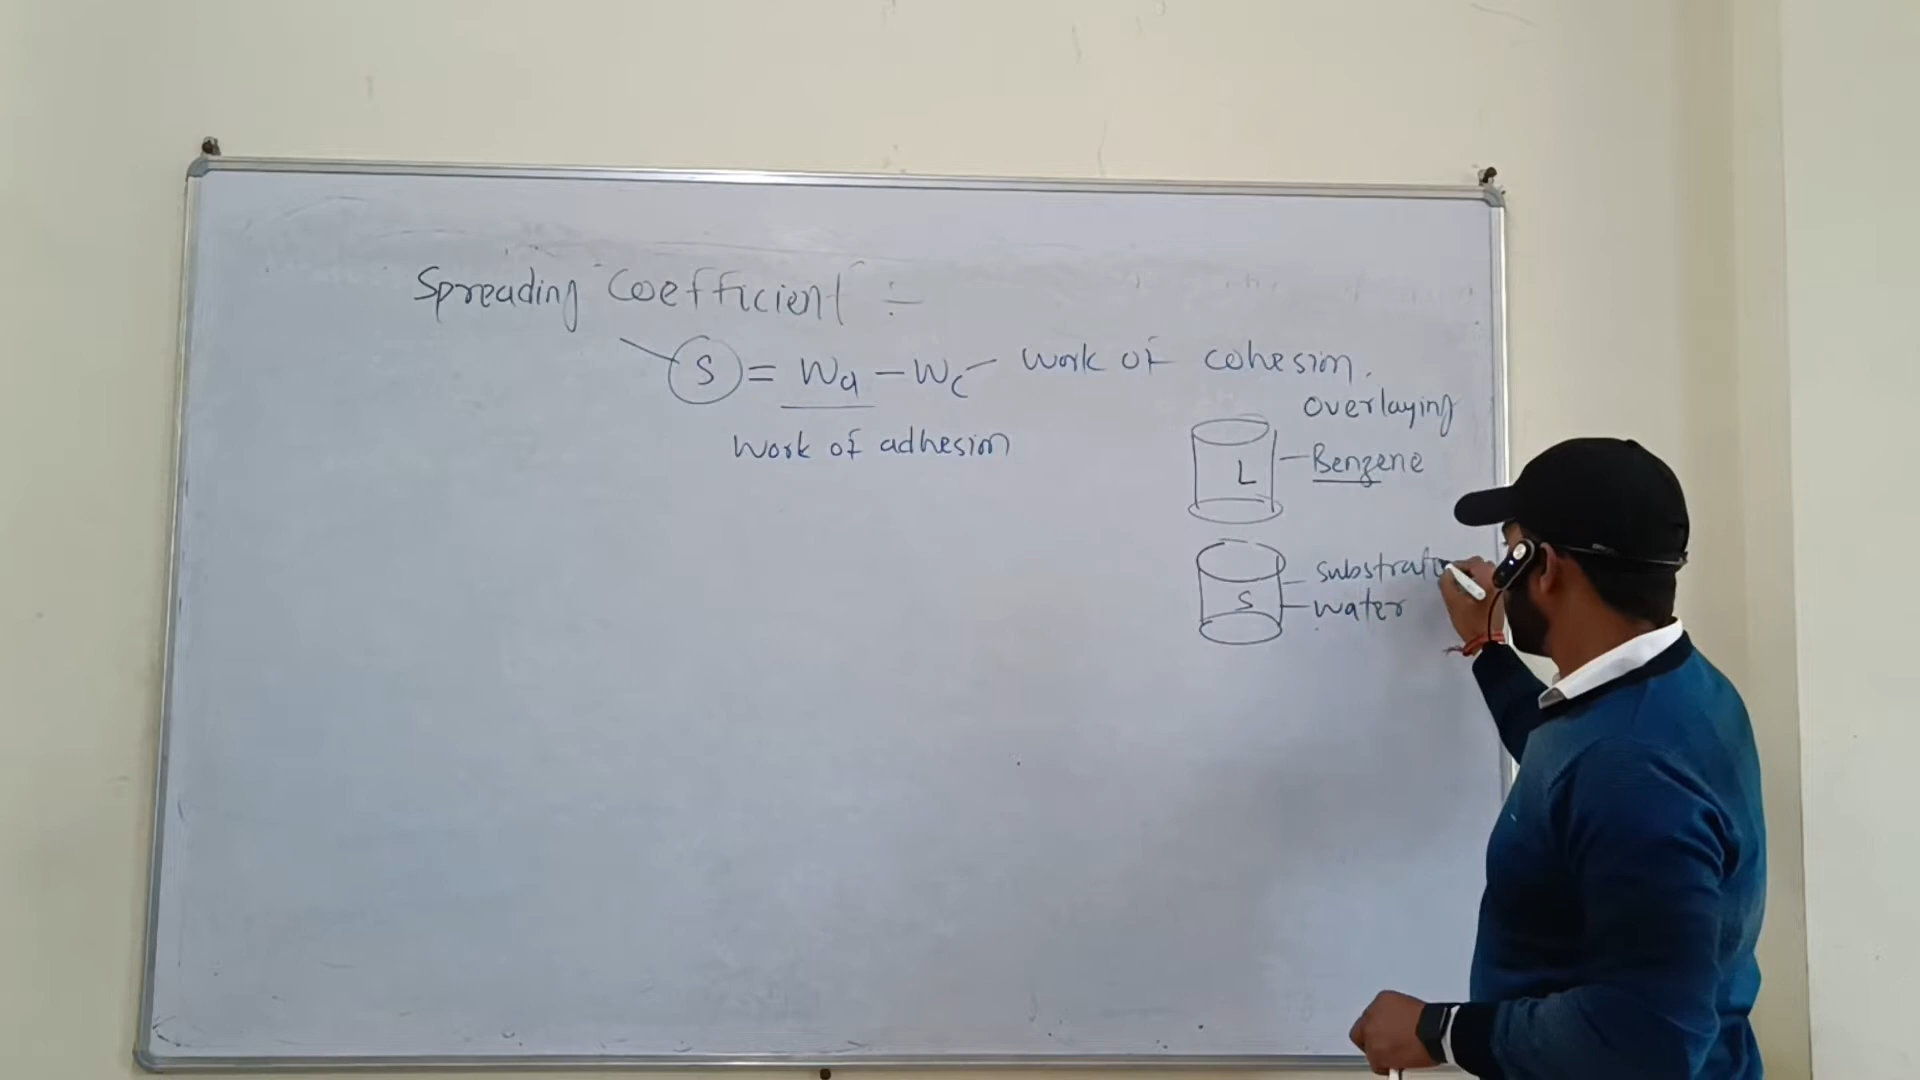 Spreading Coefficient :-
S = Wa - Wc - Work of cohesion.
Work of adhesion
Overlaying
L - Benzene
substrat
S - water